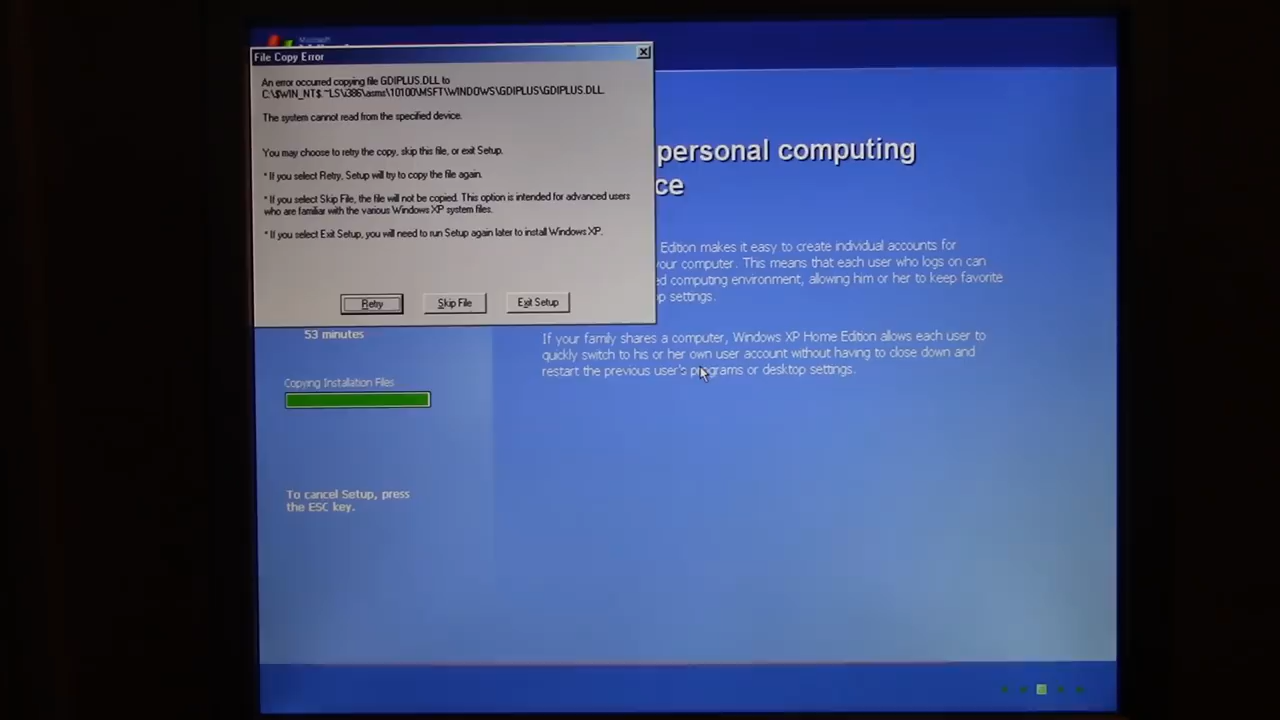 Microsoft
File Copy Error
An error occurred copying file GDIPLUS.DLL to
C:\$WIN_NT$.~LS\i386\asms\10100\MSFT\WINDOWS\GDIPLUS\GDIPLUS.DLL.
The system cannot read from the specified device.
You may choose to retry the copy, skip this file, or exit Setup.
* If you select Retry, Setup will try to copy the file again.
* If you select Skip File, the file will not be copied. This option is intended for advanced users
who are familiar with the various Windows XP system files.
* If you select Exit Setup, you will need to run Setup again later to install Windows XP.
Retry Skip File Exit Setup
personal computing
ce
Edition makes it easy to create individual accounts for
your computer. This means that each user who logs on can
ed computing environment, allowing him or her to keep favorite
p settings.
If your family shares a computer, Windows XP Home Edition allows each user to
quickly switch to his or her own user account without having to close down and
restart the previous user's programs or desktop settings.
53 minutes
Copying Installation Files
To cancel Setup, press
the ESC key.